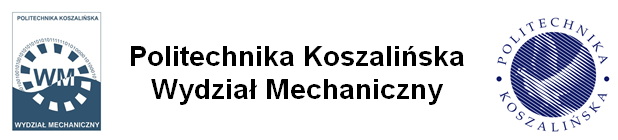 POLITECHNIKA KOSZALIŃSKA
WM
WYDZIAŁ MECHANICZNY
Politechnika Koszalińska
Wydział Mechaniczny
POLITECHNIKA
KOSZALIŃSKA